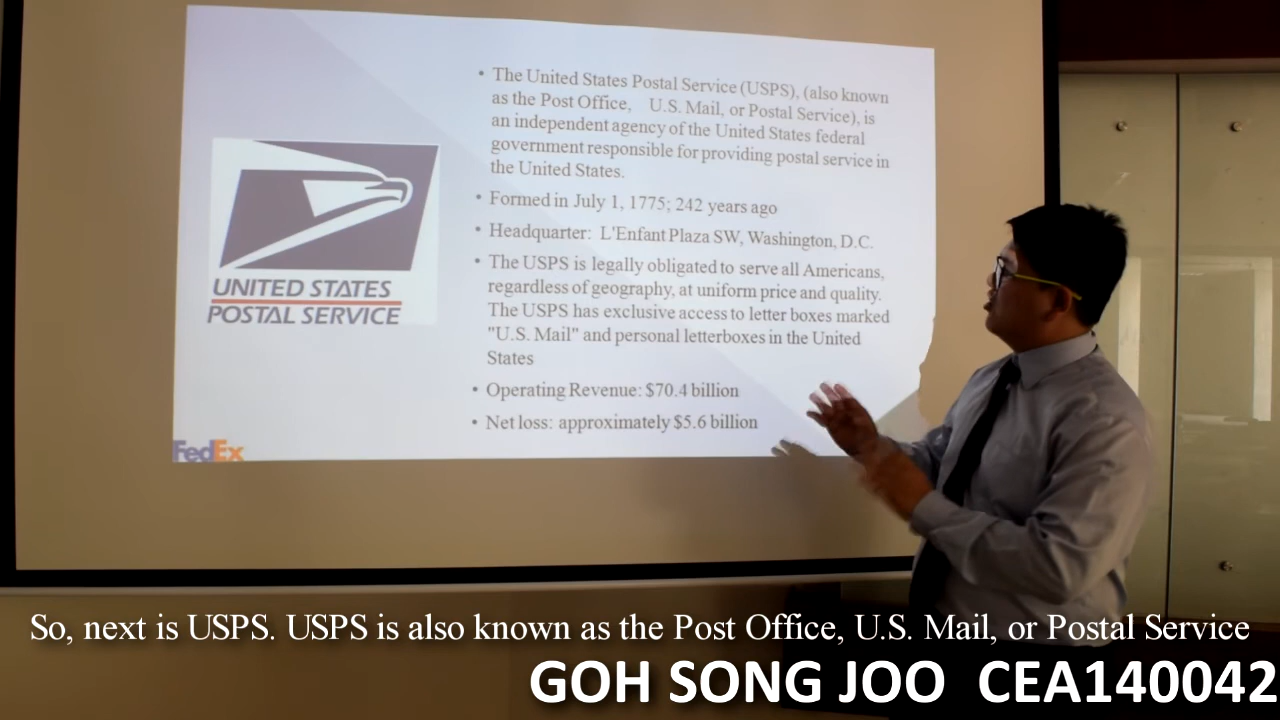 • The United States Postal Service (USPS), (also known
as the Post Office, U.S. Mail, or Postal Service), is
an independent agency of the United States federal
government responsible for providing postal service in
the United States.
• Formed in July 1, 1775; 242 years ago
• Headquarter: L'Enfant Plaza SW, Washington, D.C.
• The USPS is legally obligated to serve all Americans,
regardless of geography, at uniform price and quality.
The USPS has exclusive access to letter boxes marked
"U.S. Mail" and personal letterboxes in the United
States
• Operating Revenue: $70.4 billion
• Net loss: approximately $5.6 billion
UNITED STATES
POSTAL SERVICE
FedEx
So, next is USPS. USPS is also known as the Post Office, U.S. Mail, or Postal Service
GOH SONG JOO CEA140042